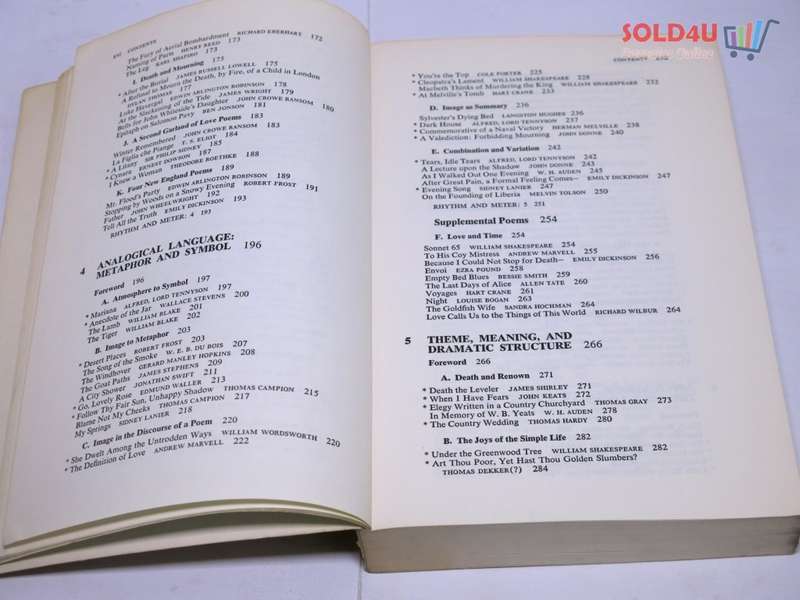 SOLD4U
xvi CONTENTS
The Fury of Aerial Bombardment RICHARD EBERHART 172
Naming of Parts HENRY REED 173
The Leg KARL SHAPIRO 173
I. Death and Mourning 175
* After the Burial JAMES RUSSELL LOWELL 175
A Refusal to Mourn the Death, by Fire, of a Child in London
DYLAN THOMAS 177
Luke Havergal EDWIN ARLINGTON ROBINSON 178
At the Slackening of the Tide JAMES WRIGHT 179
Bells for John Whiteside's Daughter JOHN CROWE RANSOM 180
Epitaph on Salomon Pavy BEN JONSON 181
J. A Second Garland of Love Poems 183
Winter Remembered JOHN CROWE RANSOM 183
La Figlia che Piange T. S. ELIOT 184
* A Litany SIR PHILIP SIDNEY 185
* Cynara ERNEST DOWSON 187
I Knew a Woman THEODORE ROETHKE 188
K. Four New England Poems 189
Mr. Flood's Party EDWIN ARLINGTON ROBINSON 189
Stopping by Woods on a Snowy Evening ROBERT FROST 191
Father JOHN WHEELWRIGHT 192
Tell All the Truth EMILY DICKINSON 193
RHYTHM AND METER: 4 193
4 ANALOGICAL LANGUAGE:
METAPHOR AND SYMBOL 196
Foreword 196
A. Atmosphere to Symbol 197
* Mariana ALFRED, LORD TENNYSON 197
* Anecdote of the Jar WALLACE STEVENS 200
The Lamb WILLIAM BLAKE 201
The Tiger WILLIAM BLAKE 202
B. Image to Metaphor 203
* Desert Places ROBERT FROST 203
The Song of the Smoke W. E. B. DU BOIS 207
The Windhover GERARD MANLEY HOPKINS 208
The Goat Paths JAMES STEPHENS 209
A City Shower JONATHAN SWIFT 211
* Go, Lovely Rose EDMUND WALLER 213
* Follow Thy Fair Sun, Unhappy Shadow THOMAS CAMPION 215
Blame Not My Cheeks THOMAS CAMPION 217
My Springs SIDNEY LANIER 218
C. Image in the Discourse of a Poem 220
* She Dwelt Among the Untrodden Ways WILLIAM WORDSWORTH 220
* The Definition of Love ANDREW MARVELL 222
CONTENTS
* You're the Top COLE PORTER 225
* Cleopatra's Lament WILLIAM SHAKESPEARE 228
Macbeth Thinks of Murdering the King WILLIAM SHAKESPEARE 232
* At Melville's Tomb HART CRANE
D. Image as Summary 236
Sylvester's Dying Bed LANGSTON HUGHES 236
* Dark House ALFRED, LORD TENNYSON 237
* Commemorative of a Naval Victory HERMAN MELVILLE 238
* A Valediction: Forbidding Mourning JOHN DONNE 240
E. Combination and Variation 242
* Tears, Idle Tears ALFRED, LORD TENNYSON 242
A Lecture upon the Shadow JOHN DONNE 243
As I Walked Out One Evening W. H. AUDEN 245
After Great Pain, a Formal Feeling Comes— EMILY DICKINSON 247
* Evening Song SIDNEY LANIER 247
On the Founding of Liberia MELVIN TOLSON 250
RHYTHM AND METER: 5 251
Supplemental Poems 254
F. Love and Time 254
Sonnet 65 WILLIAM SHAKESPEARE 254
To His Coy Mistress ANDREW MARVELL 255
Because I Could Not Stop for Death— EMILY DICKINSON 256
Envoi EZRA POUND 258
Empty Bed Blues BESSIE SMITH 259
The Last Days of Alice ALLEN TATE 260
Voyages HART CRANE 261
Night LOUISE BOGAN 263
The Goldfish Wife SANDRA HOCHMAN 264
Love Calls Us to the Things of This World RICHARD WILBUR 264
5 THEME, MEANING, AND
DRAMATIC STRUCTURE 266
Foreword 266
A. Death and Renown 271
* Death the Leveler JAMES SHIRLEY 271
* When I Have Fears JOHN KEATS 272
* Elegy Written in a Country Churchyard THOMAS GRAY 273
In Memory of W. B. Yeats W. H. AUDEN 278
* The Country Wedding THOMAS HARDY 280
B. The Joys of the Simple Life 282
* Under the Greenwood Tree WILLIAM SHAKESPEARE 282
* Art Thou Poor, Yet Hast Thou Golden Slumbers?
THOMAS DEKKER(?) 284